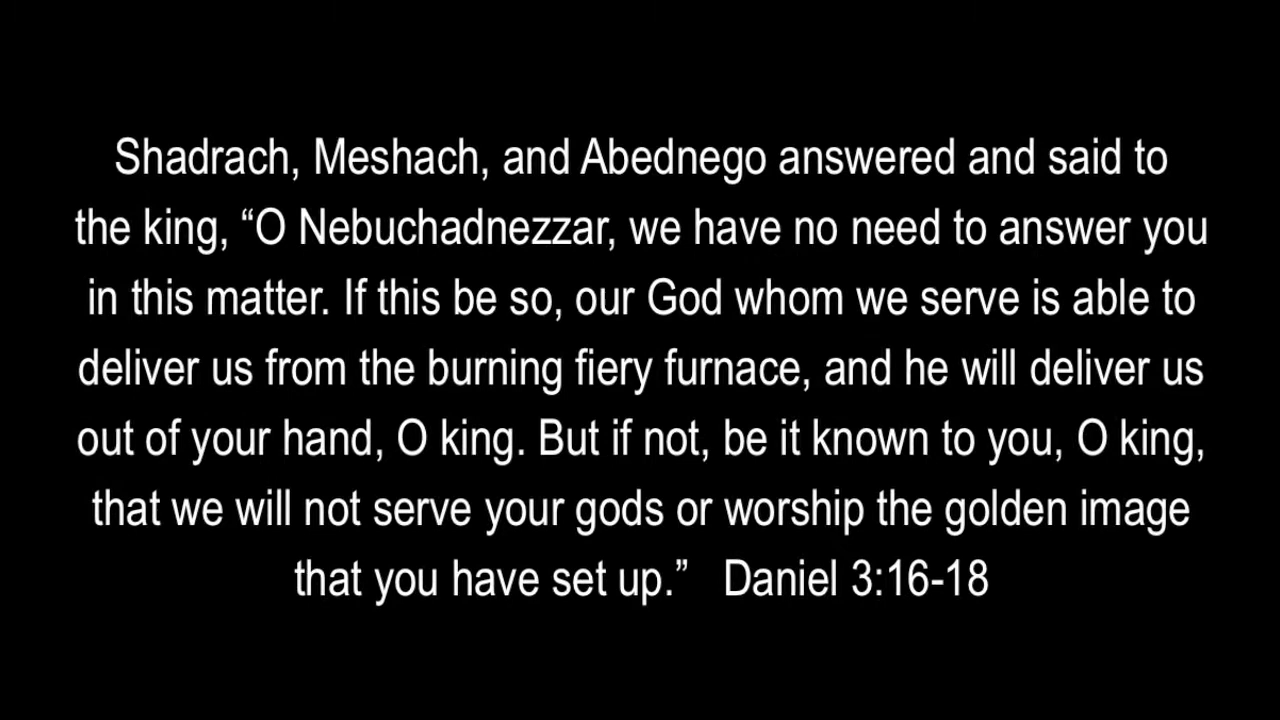 Shadrach, Meshach, and Abednego answered and said to
the king, “O Nebuchadnezzar, we have no need to answer you
in this matter. If this be so, our God whom we serve is able to
deliver us from the burning fiery furnace, and he will deliver us
out of your hand, O king. But if not, be it known to you, O king,
that we will not serve your gods or worship the golden image
that you have set up.”   Daniel 3:16-18